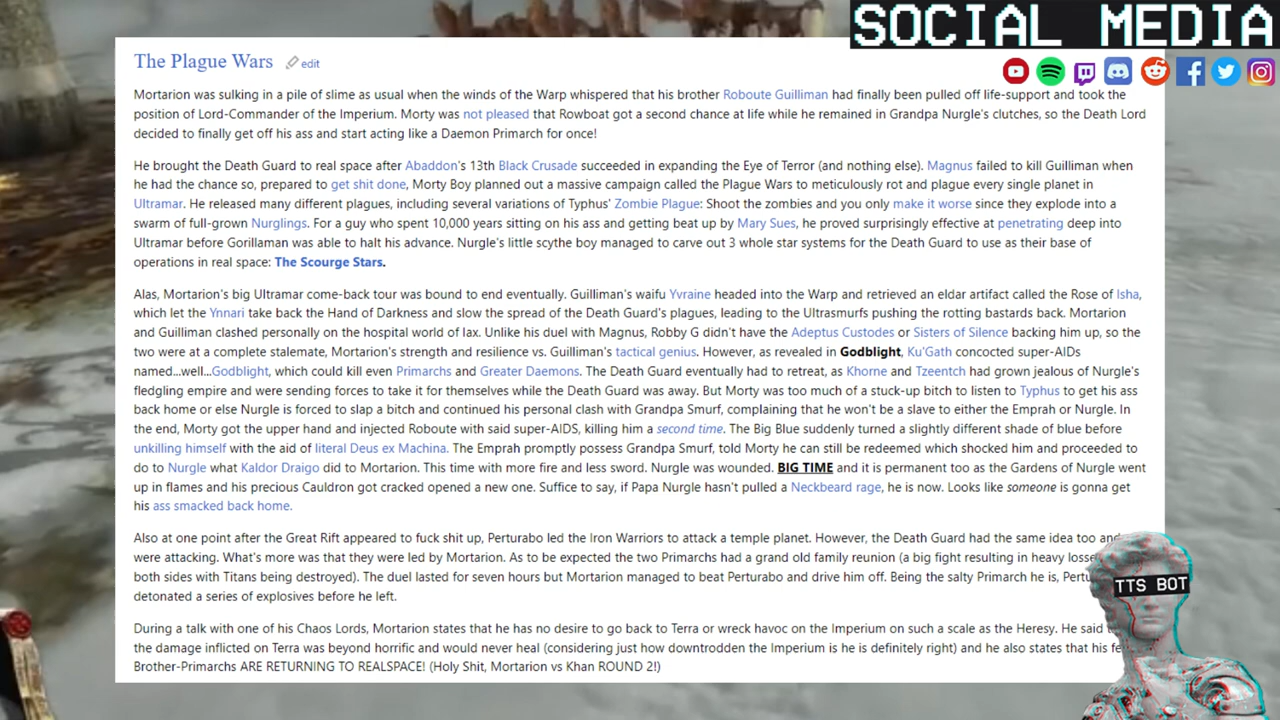 SOCIAL MEDIA
The Plague Wars edit
Mortarion was sulking in a pile of slime as usual when the winds of the Warp whispered that his brother Roboute Guilliman had finally been pulled off life-support and took the
position of Lord-Commander of the Imperium. Morty was not pleased that Rowboat got a second chance at life while he remained in Grandpa Nurgle's clutches, so the Death Lord
decided to finally get off his ass and start acting like a Daemon Primarch for once!
He brought the Death Guard to real space after Abaddon's 13th Black Crusade succeeded in expanding the Eye of Terror (and nothing else). Magnus failed to kill Guilliman when
he had the chance so, prepared to get shit done, Morty Boy planned out a massive campaign called the Plague Wars to meticulously rot and plague every single planet in
Ultramar. He released many different plagues, including several variations of Typhus' Zombie Plague: Shoot the zombies and you only make it worse since they explode into a
swarm of full-grown Nurglings. For a guy who spent 10,000 years sitting on his ass and getting beat up by Mary Sues, he proved surprisingly effective at penetrating deep into
Ultramar before Gorillaman was able to halt his advance. Nurgle's little scythe boy managed to carve out 3 whole star systems for the Death Guard to use as their base of
operations in real space: The Scourge Stars.
Alas, Mortarion's big Ultramar come-back tour was bound to end eventually. Guilliman's waifu Yvraine headed into the Warp and retrieved an eldar artifact called the Rose of Isha,
which let the Ynnari take back the Hand of Darkness and slow the spread of the Death Guard's plagues, leading to the Ultrasmurfs pushing the rotting bastards back. Mortarion
and Guilliman clashed personally on the hospital world of Iax. Unlike his duel with Magnus, Robby G didn't have the Adeptus Custodes or Sisters of Silence backing him up, so the
two were at a complete stalemate, Mortarion's strength and resilience vs. Guilliman's tactical genius. However, as revealed in Godblight, Ku'Gath concocted super-AIDs
named...well...Godblight, which could kill even Primarchs and Greater Daemons. The Death Guard eventually had to retreat, as Khorne and Tzeentch had grown jealous of Nurgle's
fledgling empire and were sending forces to take it for themselves while the Death Guard was away. But Morty was too much of a stuck-up bitch to listen to Typhus to get his ass
back home or else Nurgle is forced to slap a bitch and continued his personal clash with Grandpa Smurf, complaining that he won't be a slave to either the Emprah or Nurgle. In
the end, Morty got the upper hand and injected Roboute with said super-AIDS, killing him a second time. The Big Blue suddenly turned a slightly different shade of blue before
unkilling himself with the aid of literal Deus ex Machina. The Emprah promptly possess Grandpa Smurf, told Morty he can still be redeemed which shocked him and proceeded to
do to Nurgle what Kaldor Draigo did to Mortarion. This time with more fire and less sword. Nurgle was wounded. BIG TIME and it is permanent too as the Gardens of Nurgle went
up in flames and his precious Cauldron got cracked opened a new one. Suffice to say, if Papa Nurgle hasn't pulled a Neckbeard rage, he is now. Looks like someone is gonna get
his ass smacked back home.
Also at one point after the Great Rift appeared to fuck shit up, Perturabo led the Iron Warriors to attack a temple planet. However, the Death Guard had the same idea too and
were attacking. What's more was that they were led by Mortarion. As to be expected the two Primarchs had a grand old family reunion (a big fight resulting in heavy losse
both sides with Titans being destroyed). The duel lasted for seven hours but Mortarion managed to beat Perturabo and drive him off. Being the salty Primarch he is, Pertu
detonated a series of explosives before he left.
During a talk with one of his Chaos Lords, Mortarion states that he has no desire to go back to Terra or wreck havoc on the Imperium on such a scale as the Heresy. He said
the damage inflicted on Terra was beyond horrific and would never heal (considering just how downtrodden the Imperium is he is definitely right) and he also states that his fe
Brother-Primarchs ARE RETURNING TO REALSPACE! (Holy Shit, Mortarion vs Khan ROUND 2!)
TTS BOT